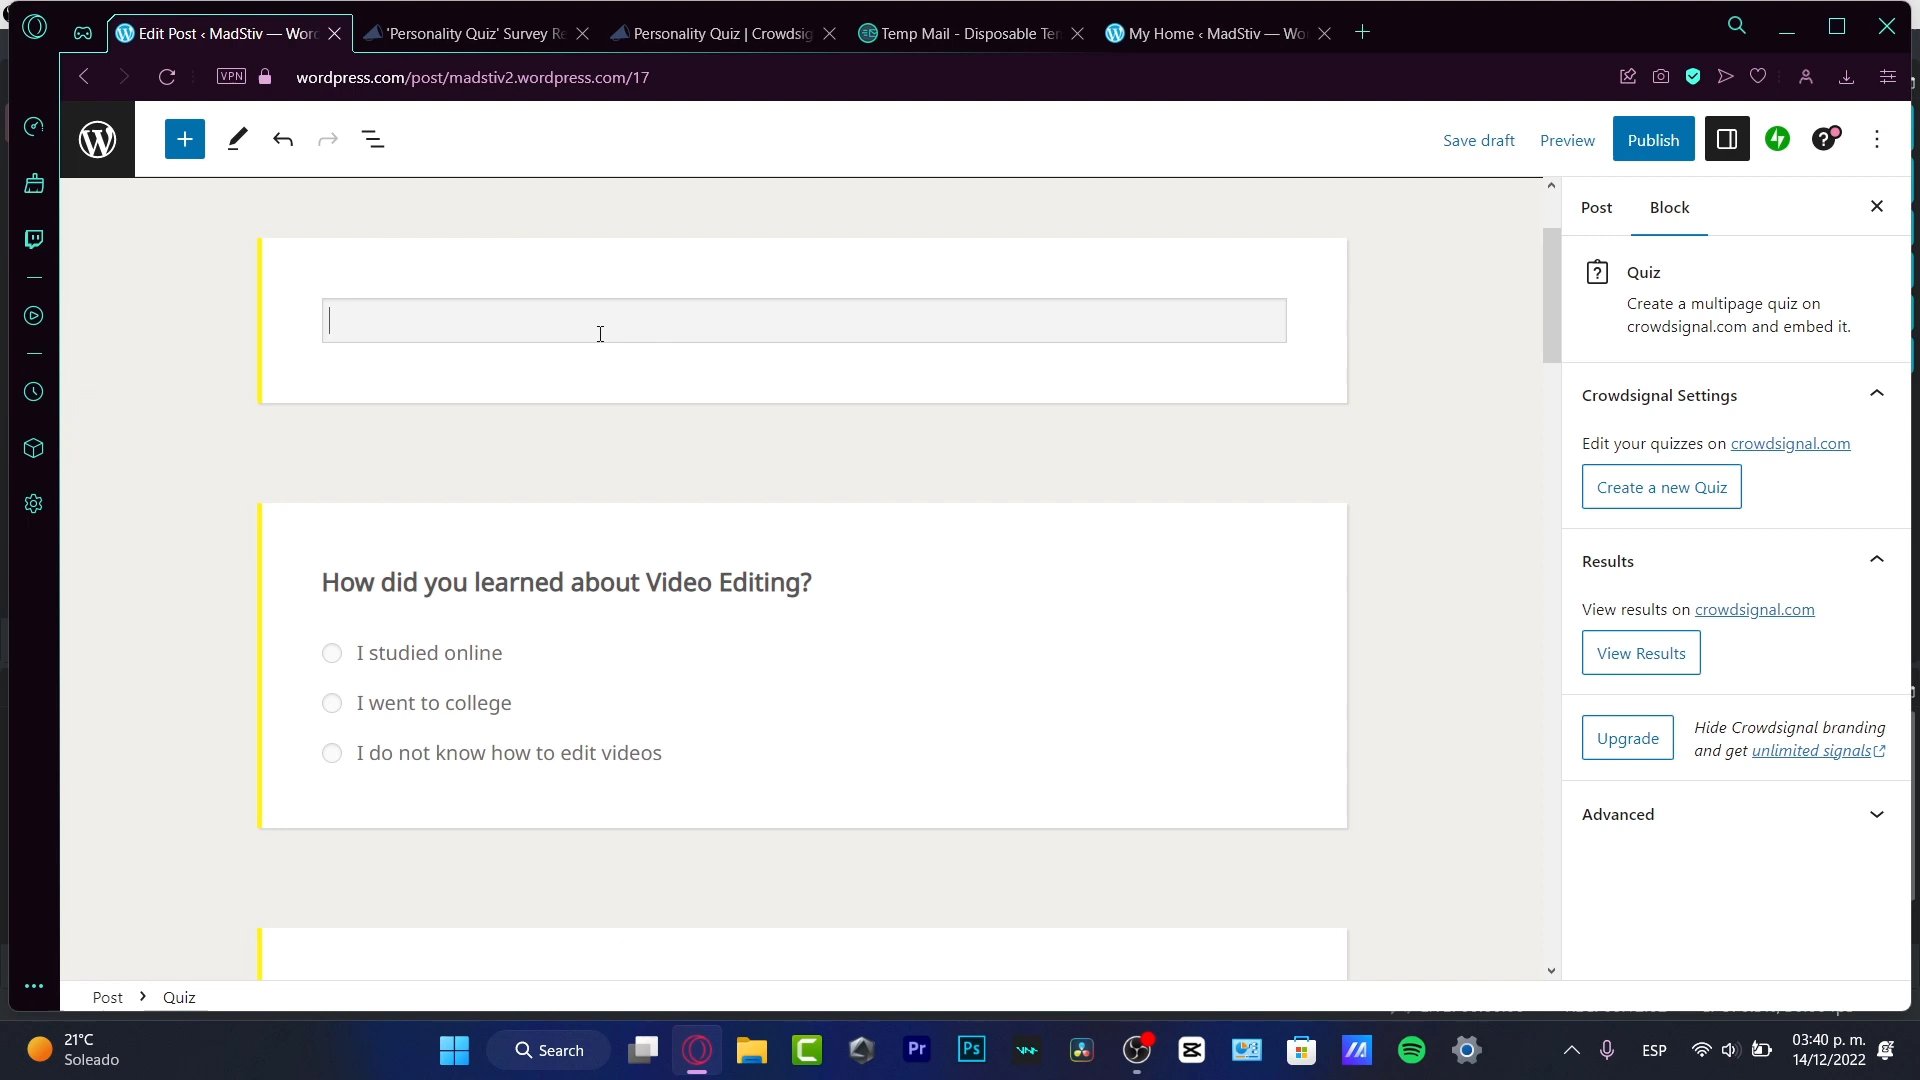 Edit Post ‹ MadStiv — Word
'Personality Quiz' Survey Re
Personality Quiz | Crowdsig
Temp Mail - Disposable Ten
My Home ‹ MadStiv — Wo
VPN
wordpress.com/post/madstiv2.wordpress.com/17
Save draft
Preview
Publish
Post
Block
Quiz
Create a multipage quiz on
crowdsignal.com and embed it.
Crowdsignal Settings
Edit your quizzes on crowdsignal.com
Create a new Quiz
Results
View results on crowdsignal.com
View Results
Upgrade
Hide Crowdsignal branding
and get unlimited signals
Advanced
How did you learned about Video Editing?
I studied online
I went to college
I do not know how to edit videos
Post
Quiz
21°C
Soleado
Search
Pr
Ps
ESP
03:40 p. m.
14/12/2022